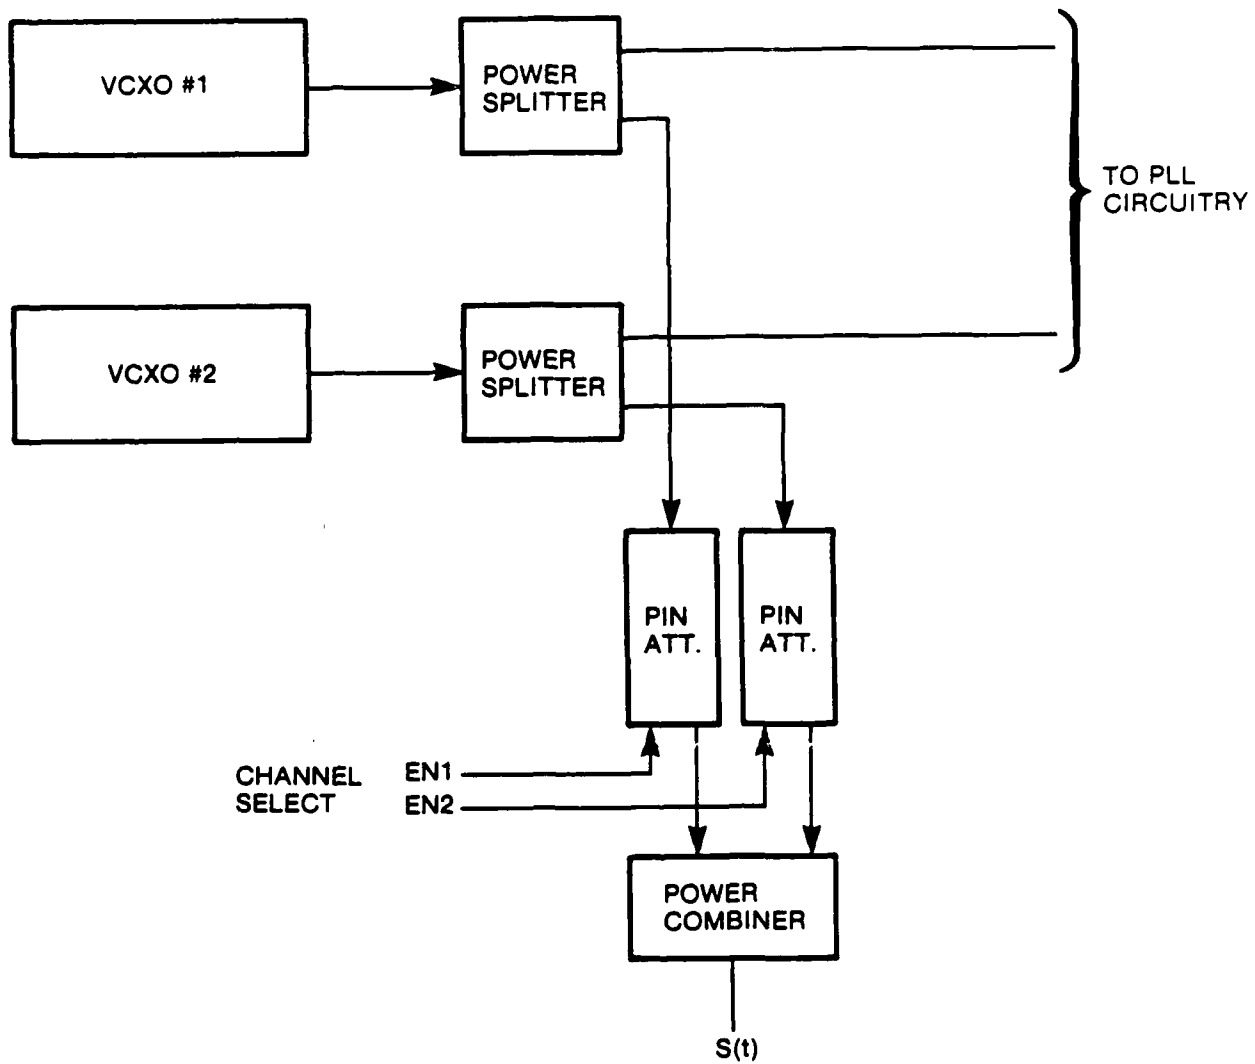 VCXO #1
POWER
SPLITTER
TO PLL
CIRCUITRY
VCXO #2
POWER
SPLITTER
PIN
ATT.
PIN
ATT.
CHANNEL
SELECT
EN1
EN2
POWER
COMBINER
S(t)